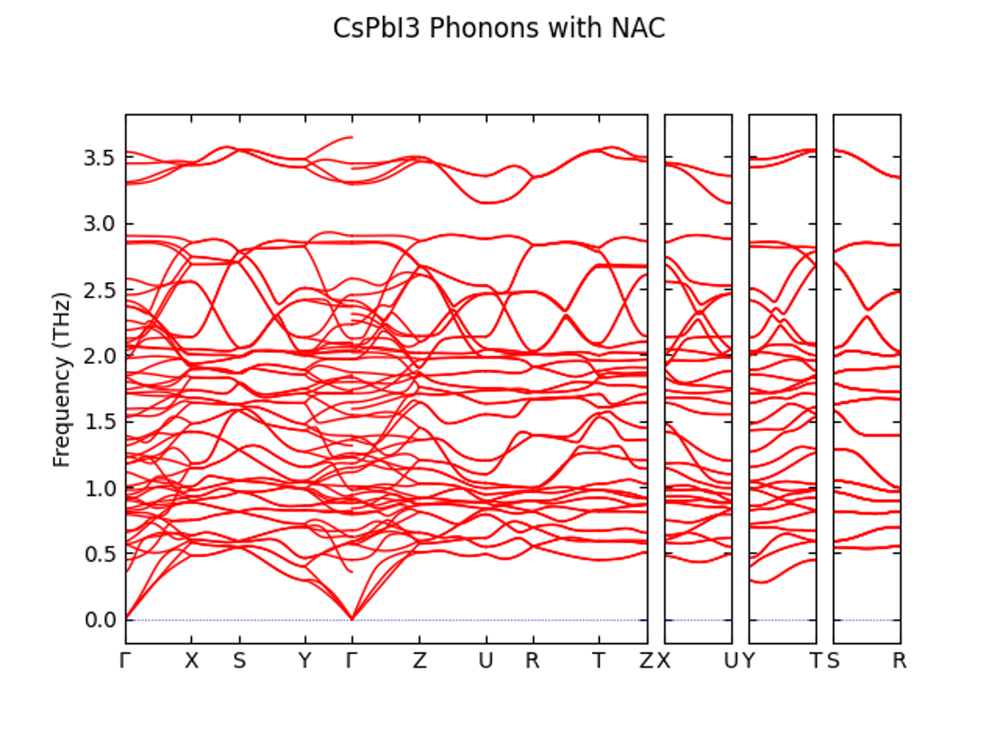 CsPbI3 Phonons with NAC
Frequency (THz)
3.5
3.0
2.5
2.0
1.5
1.0
0.5
0.0
Γ X S Y Γ Z U R T Z X U Y T S R